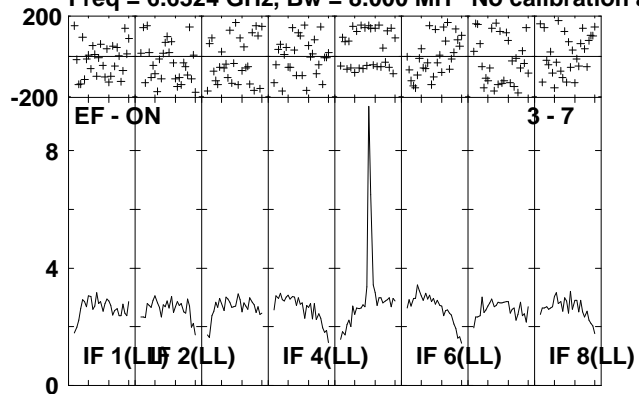 Freq = 6.6524 GHz, Bw = 8.000 MH No calibration a
200
-200
EF - ON 3 - 7
8
4
IF 1(LL) IF 2(LL) IF 4(LL) IF 6(LL) IF 8(LL)
0